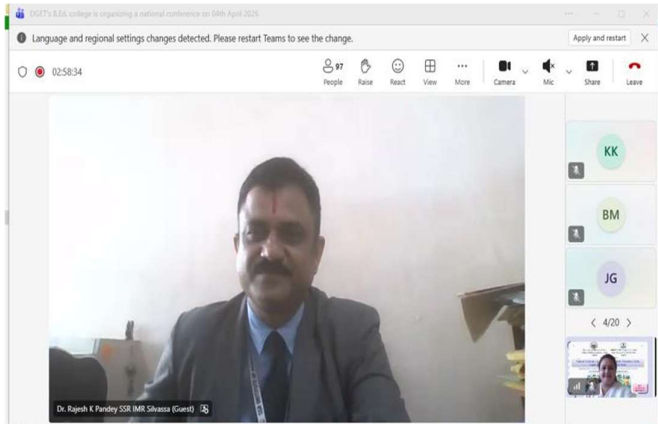 DGET's B.Ed. college is organizing a national conference on 04th April 2026
Language and regional settings changes detected. Please restart Teams to see the change.
Apply and restart
02:58:34
97
People
Raise
React
View
More
Camera
Mic
Share
Leave
KK
BM
JG
4/20
Dr. Rajesh K Pandey SSR IMR Silvassa (Guest)